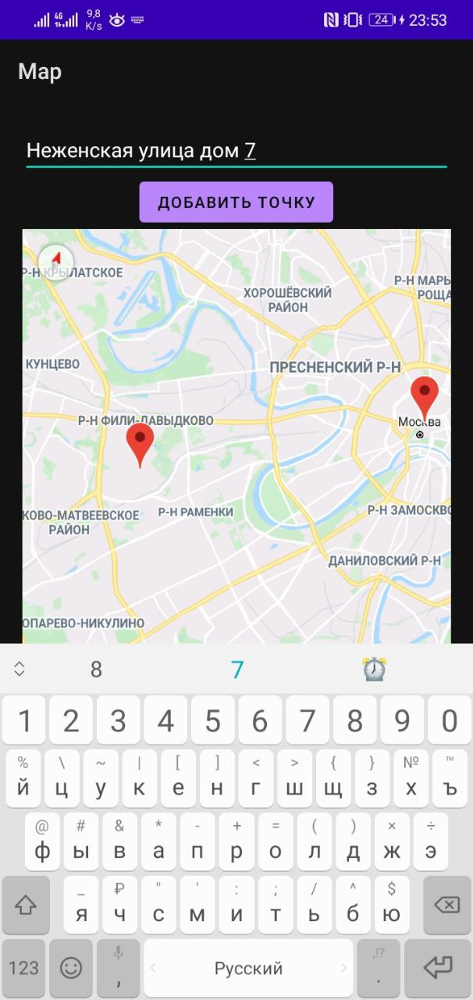 4G
9,8
K/s
24
23:53
Map
Неженская улица дом 7
ДОБАВИТЬ ТОЧКУ
Р-Н КРЫЛАТСКОЕ
ХОРОШЁВСКИЙ
РАЙОН
Р-Н МАРЬ
РОЩА
КУНЦЕВО
ПРЕСНЕНСКИЙ Р-Н
Р-Н ФИЛИ-ДАВЫДКОВО
Москва
КОВО-МАТВЕЕВСКОЕ
РАЙОН
Р-Н РАМЕНКИ
Р-Н ЗАМОСКВО
ДАНИЛОВСКИЙ Р-Н
ОПАРЕВО-НИКУЛИНО
8 7
1 2 3 4 5 6 7 8 9 0
% \ ~ | [ ] < > { } № ™
й ц у к е н г ш щ з х ъ
@ # & * - + = ( ) × ÷
ф ы в а п р о л д ж э
_ ₽ " ' : ; / ^ $
я ч с м и т ь б ю
123 , Русский ,!? .